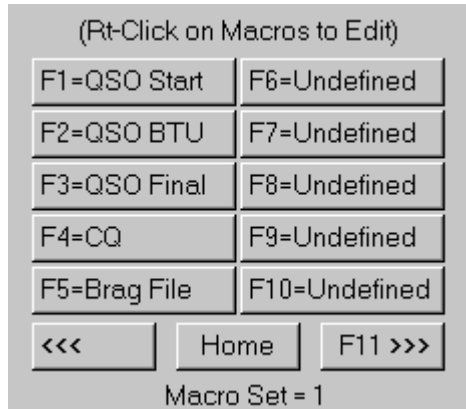 (Rt-Click on Macros to Edit)
F1=QSO Start F6=Undefined
F2=QSO BTU F7=Undefined
F3=QSO Final F8=Undefined
F4=CQ F9=Undefined
F5=Brag File F10=Undefined
<<< Home F11 >>>
Macro Set = 1